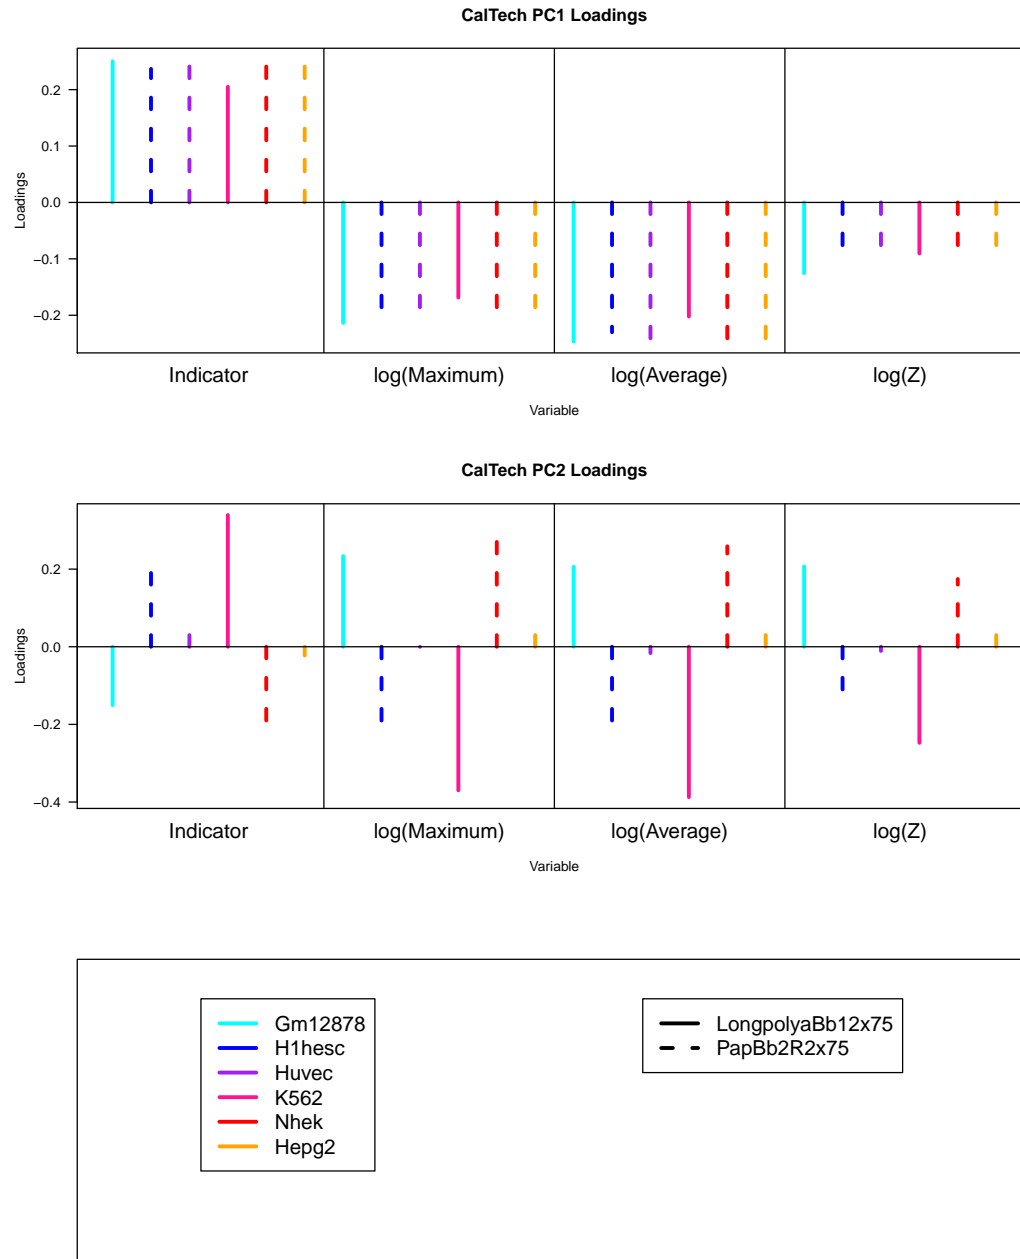 CalTech PC1 Loadings
Loadings
0.2
0.1
0.0
−0.1
−0.2
Indicator log(Maximum) log(Average) log(Z)
Variable
CalTech PC2 Loadings
Loadings
0.2
0.0
−0.2
−0.4
Indicator log(Maximum) log(Average) log(Z)
Variable
Gm12878
H1hesc
Huvec
K562
Nhek
Hepg2
LongpolyaBb12x75
PapBb2R2x75